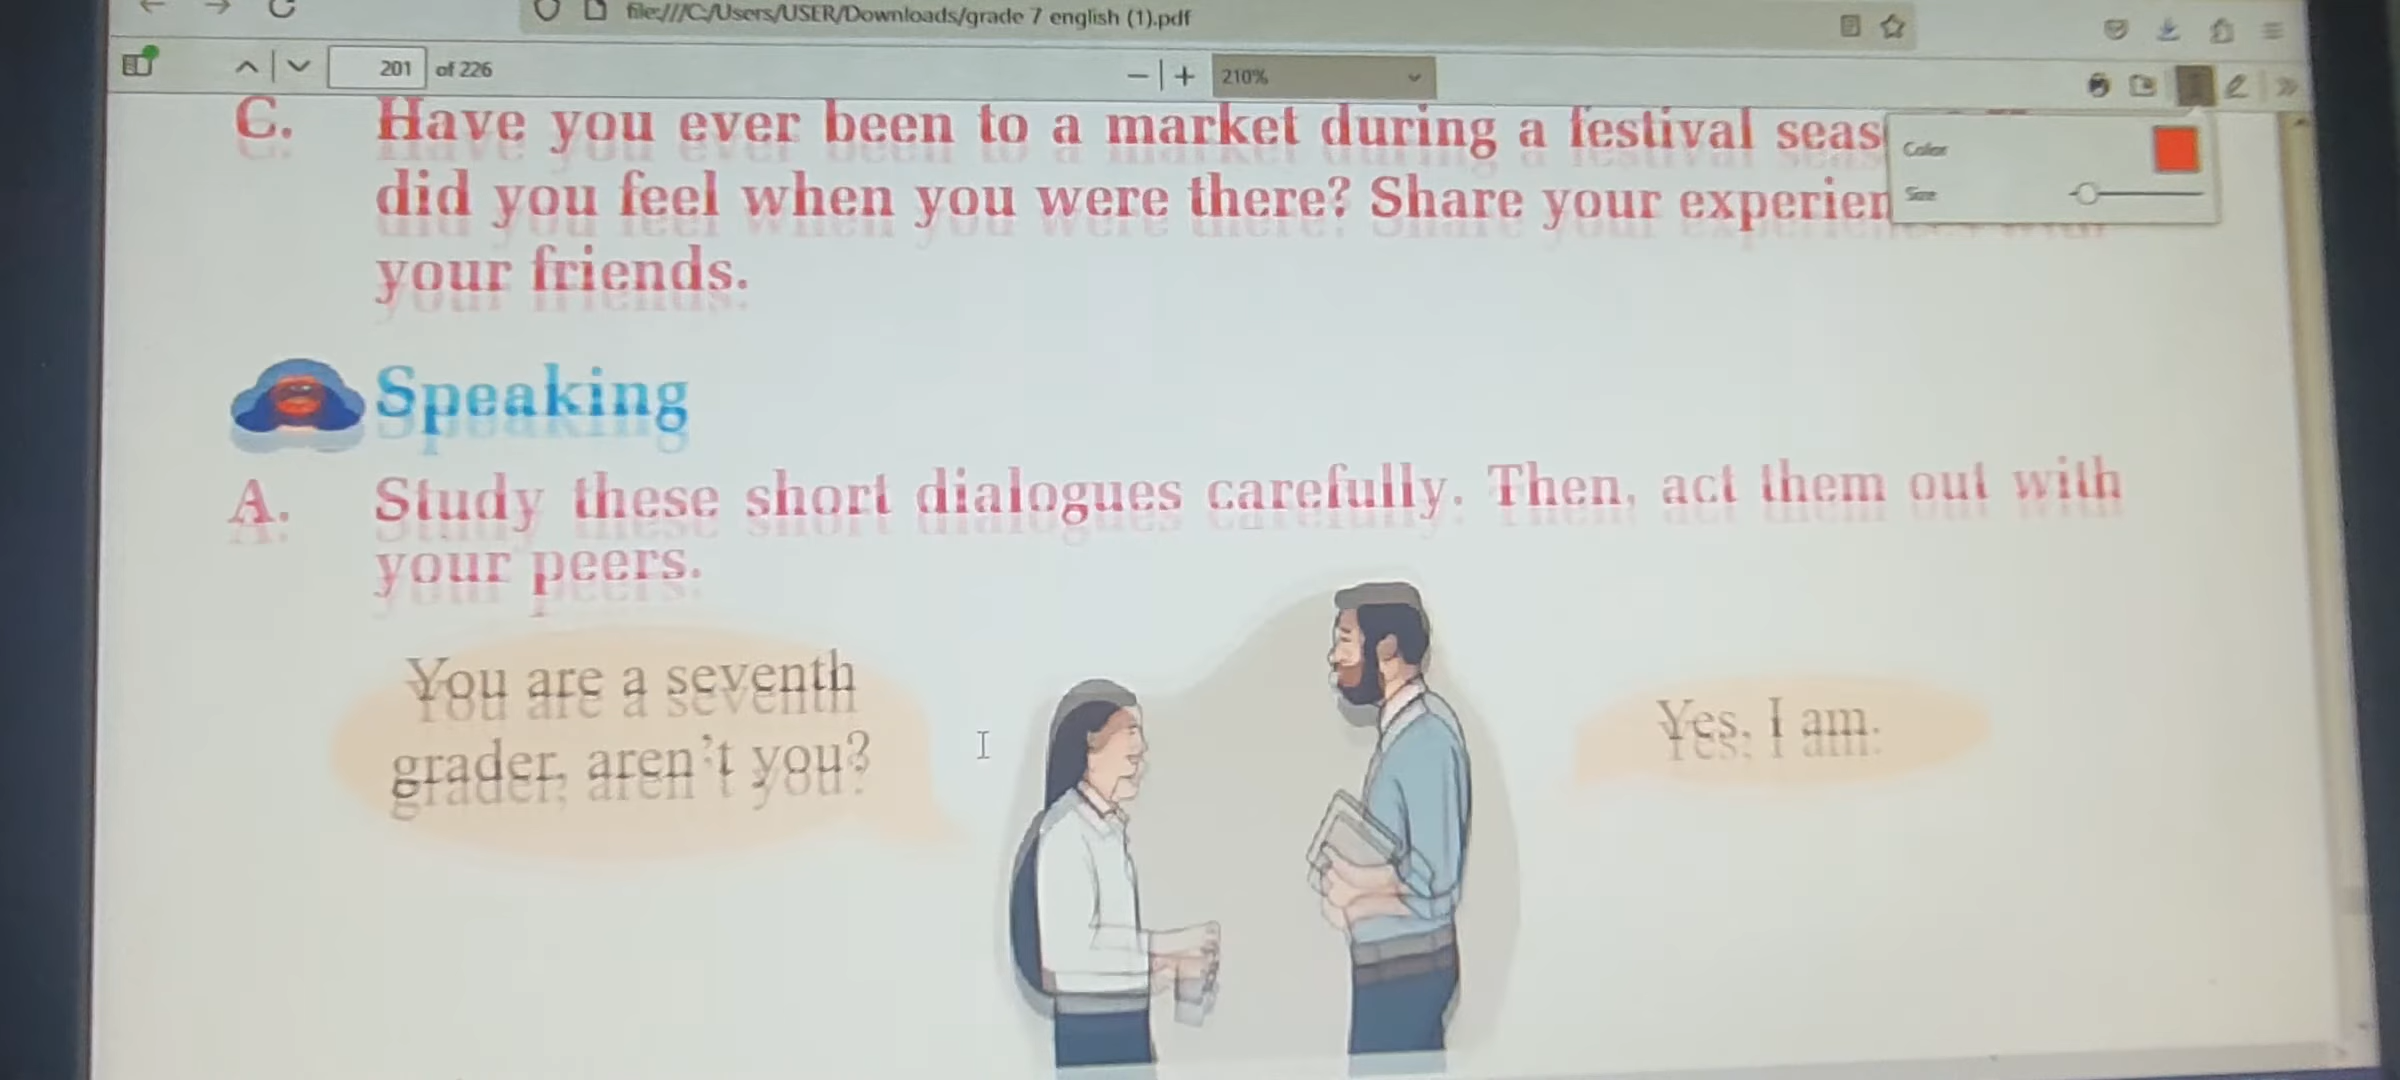 file:///C:/Users/USER/Downloads/grade 7 english (1).pdf
201 of 226
210%
C. Have you ever been to a market during a festival seas
did you feel when you were there? Share your experien
your friends.
Color
Size
Speaking
A. Study these short dialogues carefully. Then, act them out with
your peers.
You are a seventh
grader, aren't you?
Yes. I am.